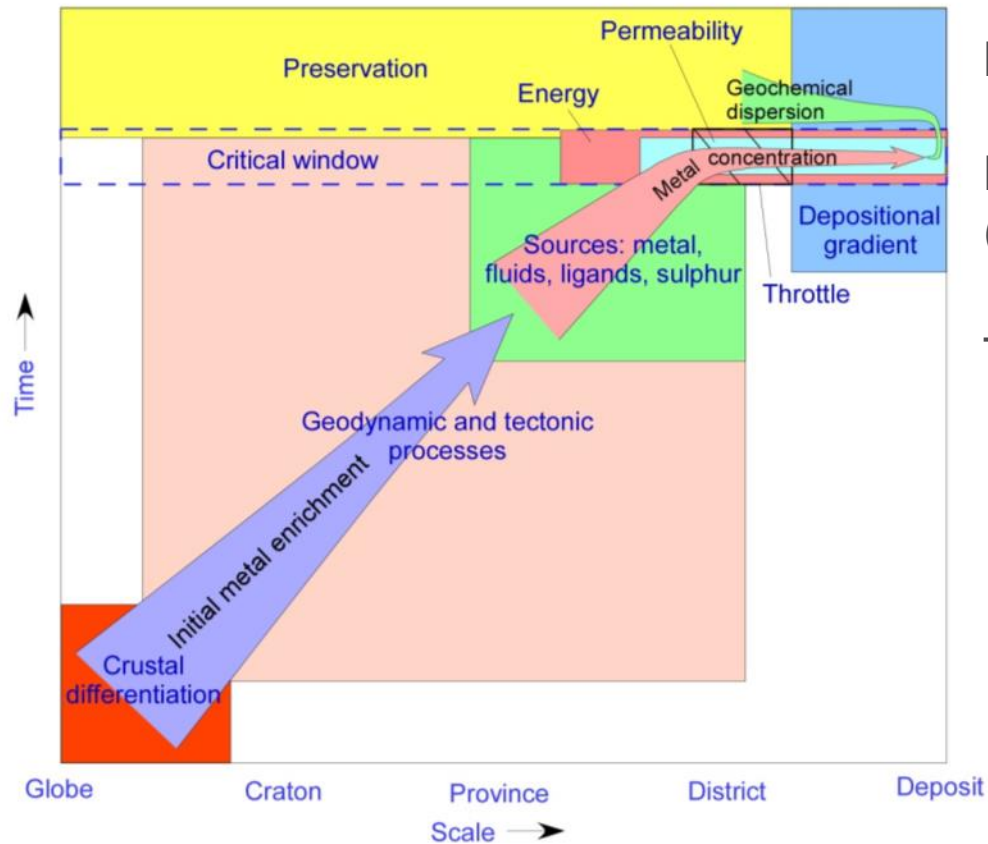 Permeability
Preservation
Energy
Geochemical
dispersion
Critical window
concentration
Metal
Depositional
gradient
Sources: metal,
fluids, ligands, sulphur
Throttle
Time
Geodynamic and tectonic
processes
Initial metal enrichment
Crustal
differentiation
Globe
Craton
Province
District
Deposit
Scale